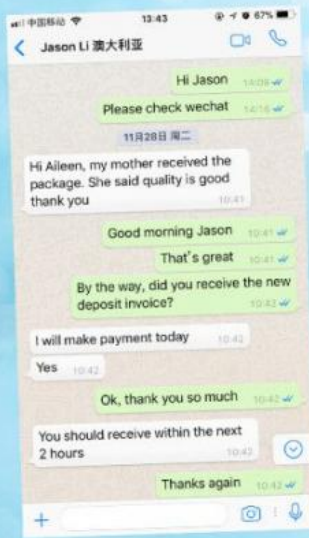 中国移动
13:43
67%
Jason Li 澳大利亚
Hi Jason 14:09
Please check wechat 14:16
11月28日 周二
Hi Aileen, my mother received the
package. She said quality is good
thank you
10:41
Good morning Jason 10:41
That's great 10:41
By the way, did you receive the new
deposit invoice? 10:42
I will make payment today 10:42
Yes 10:42
Ok, thank you so much 10:42
You should receive within the next
2 hours 10:42
Thanks again 10:42